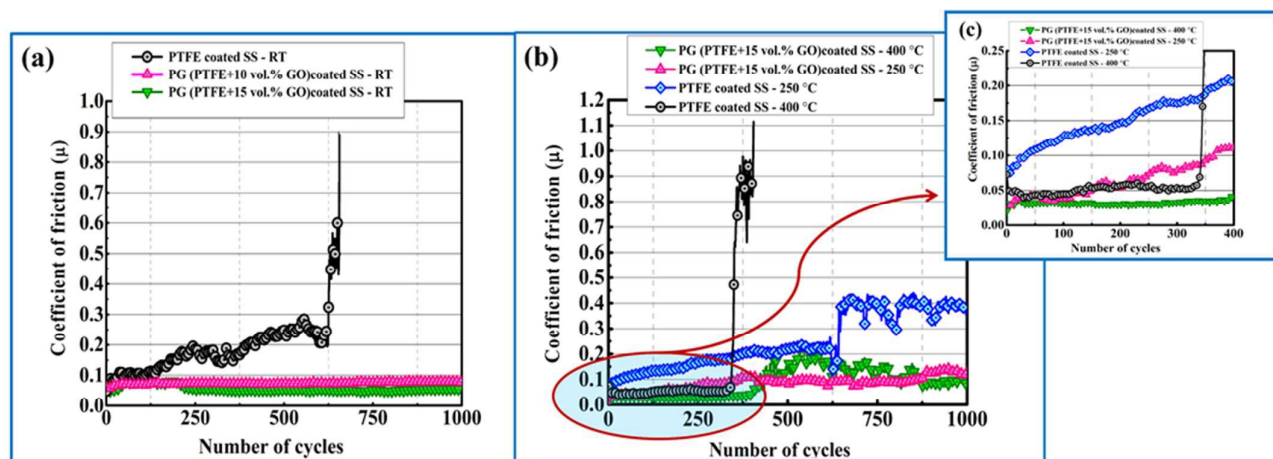 (a)
PTFE coated SS - RT
PG (PTFE+10 vol.% GO)coated SS - RT
PG (PTFE+15 vol.% GO)coated SS - RT
1.0
0.9
0.8
0.7
0.6
0.5
0.4
0.3
0.2
0.1
0.0
Coefficient of friction (μ)
0 250 500 750 1000
Number of cycles
(b)
PG (PTFE+15 vol.% GO)coated SS - 400 °C
PG (PTFE+15 vol.% GO)coated SS - 250 °C
PTFE coated SS - 250 °C
PTFE coated SS - 400 °C
1.2
1.1
1.0
0.9
0.8
0.7
0.6
0.5
0.4
0.3
0.2
0.1
0.0
Coefficient of friction (μ)
0 250 500 750 1000
Number of cycles
(c)
PG (PTFE+15 vol.% GO)coated SS - 400 °C
PG (PTFE+15 vol.% GO)coated SS - 250 °C
PTFE coated SS - 250 °C
PTFE coated SS - 400 °C
0.25
0.20
0.15
0.10
0.05
0.00
Coefficient of friction (μ)
0 100 200 300 400
Number of cycles